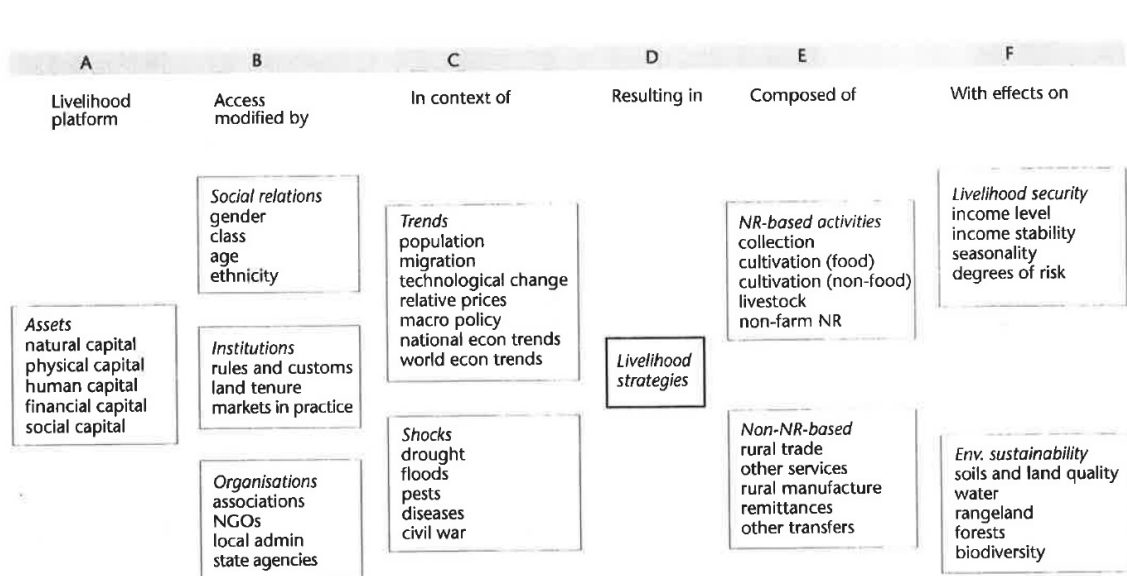 A
B
C
D
E
F
Livelihood
platform
Access
modified by
In context of
Resulting in
Composed of
With effects on
Assets
natural capital
physical capital
human capital
financial capital
social capital
Social relations
gender
class
age
ethnicity
Institutions
rules and customs
land tenure
markets in practice
Organisations
associations
NGOs
local admin
state agencies
Trends
population
migration
technological change
relative prices
macro policy
national econ trends
world econ trends
Shocks
drought
floods
pests
diseases
civil war
Livelihood
strategies
NR-based activities
collection
cultivation (food)
cultivation (non-food)
livestock
non-farm NR
Non-NR-based
rural trade
other services
rural manufacture
remittances
other transfers
Livelihood security
income level
income stability
seasonality
degrees of risk
Env. sustainability
soils and land quality
water
rangeland
forests
biodiversity